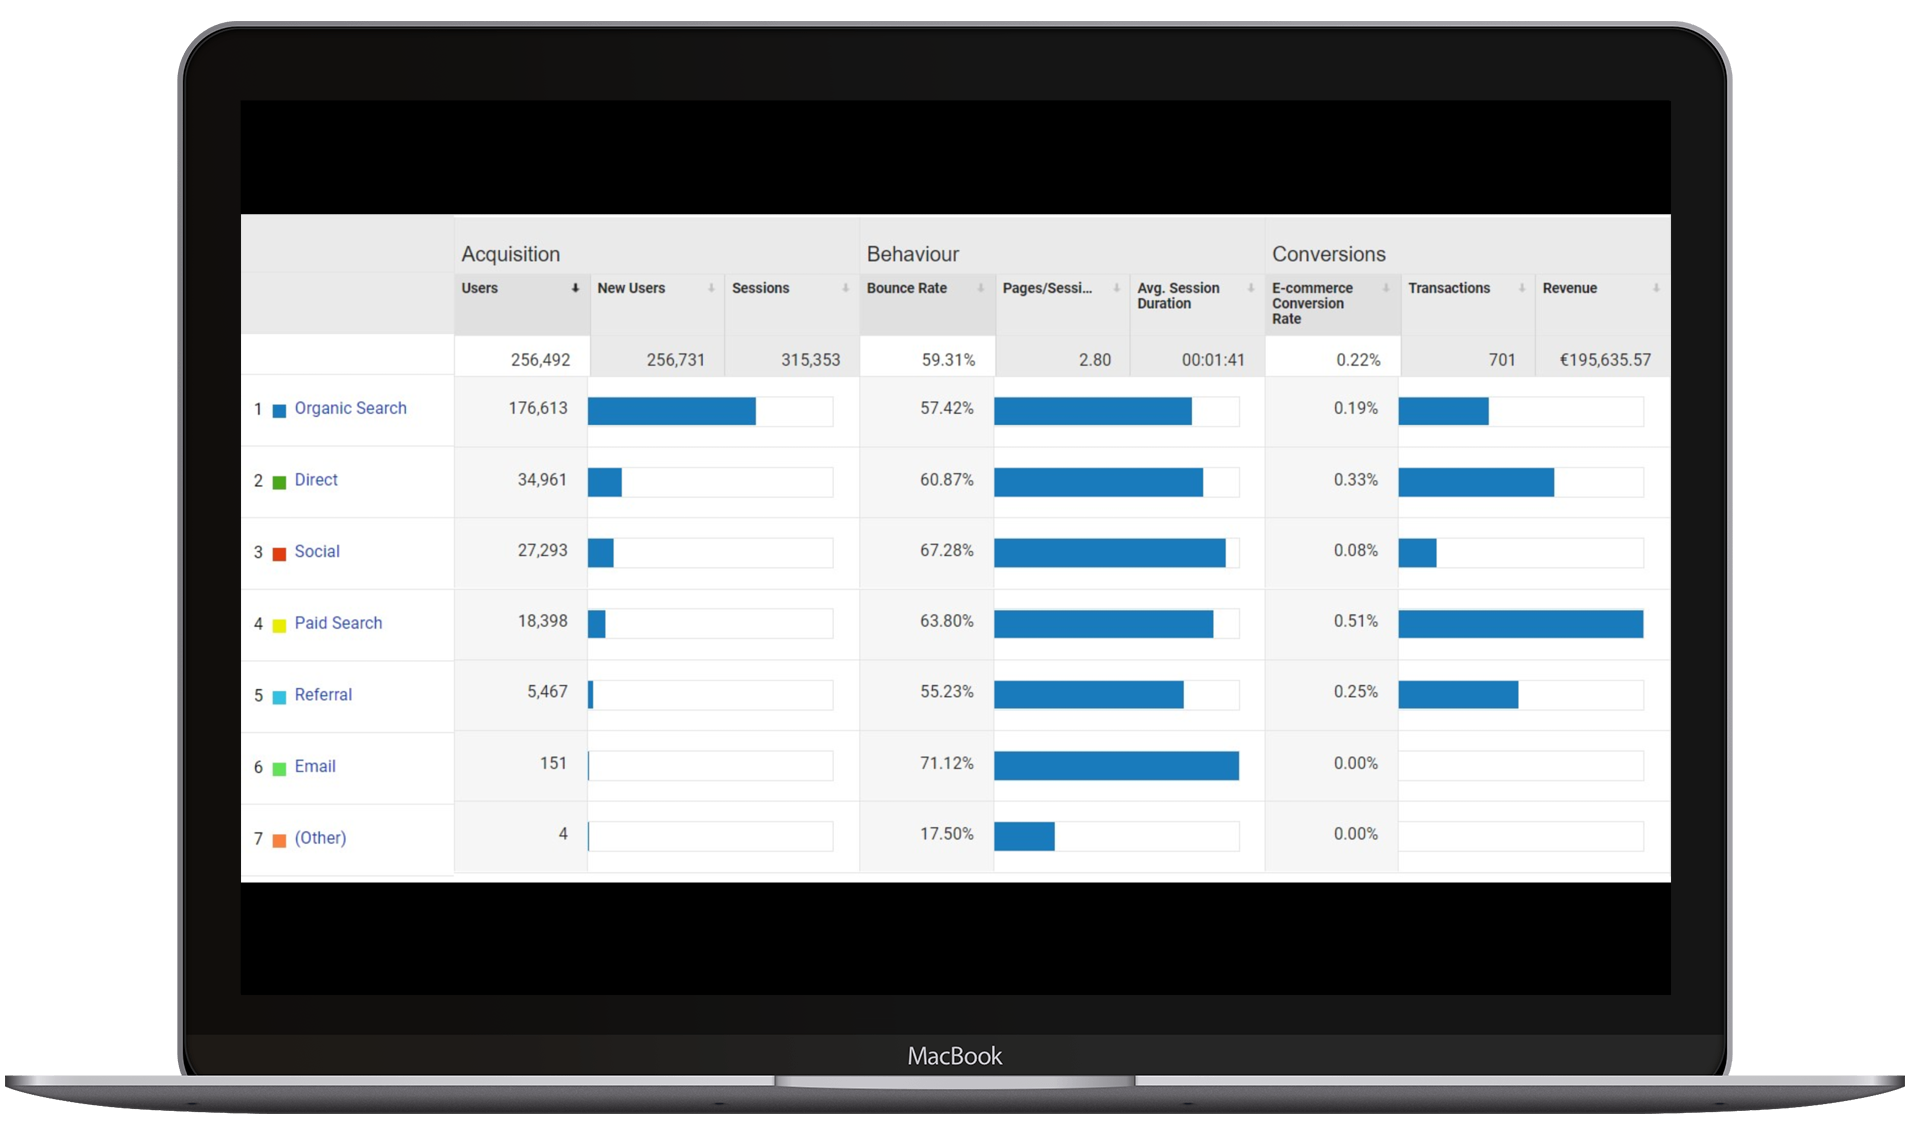 Acquisition Behaviour Conversions
Users New Users Sessions Bounce Rate Pages/Sessi... Avg. Session Duration E-commerce Conversion Rate Transactions Revenue
256,492 256,731 315,353 59.31% 2.80 00:01:41 0.22% 701 €195,635.57
1 Organic Search 176,613 57.42% 0.19%
2 Direct 34,961 60.87% 0.33%
3 Social 27,293 67.28% 0.08%
4 Paid Search 18,398 63.80% 0.51%
5 Referral 5,467 55.23% 0.25%
6 Email 151 71.12% 0.00%
7 (Other) 4 17.50% 0.00%
MacBook